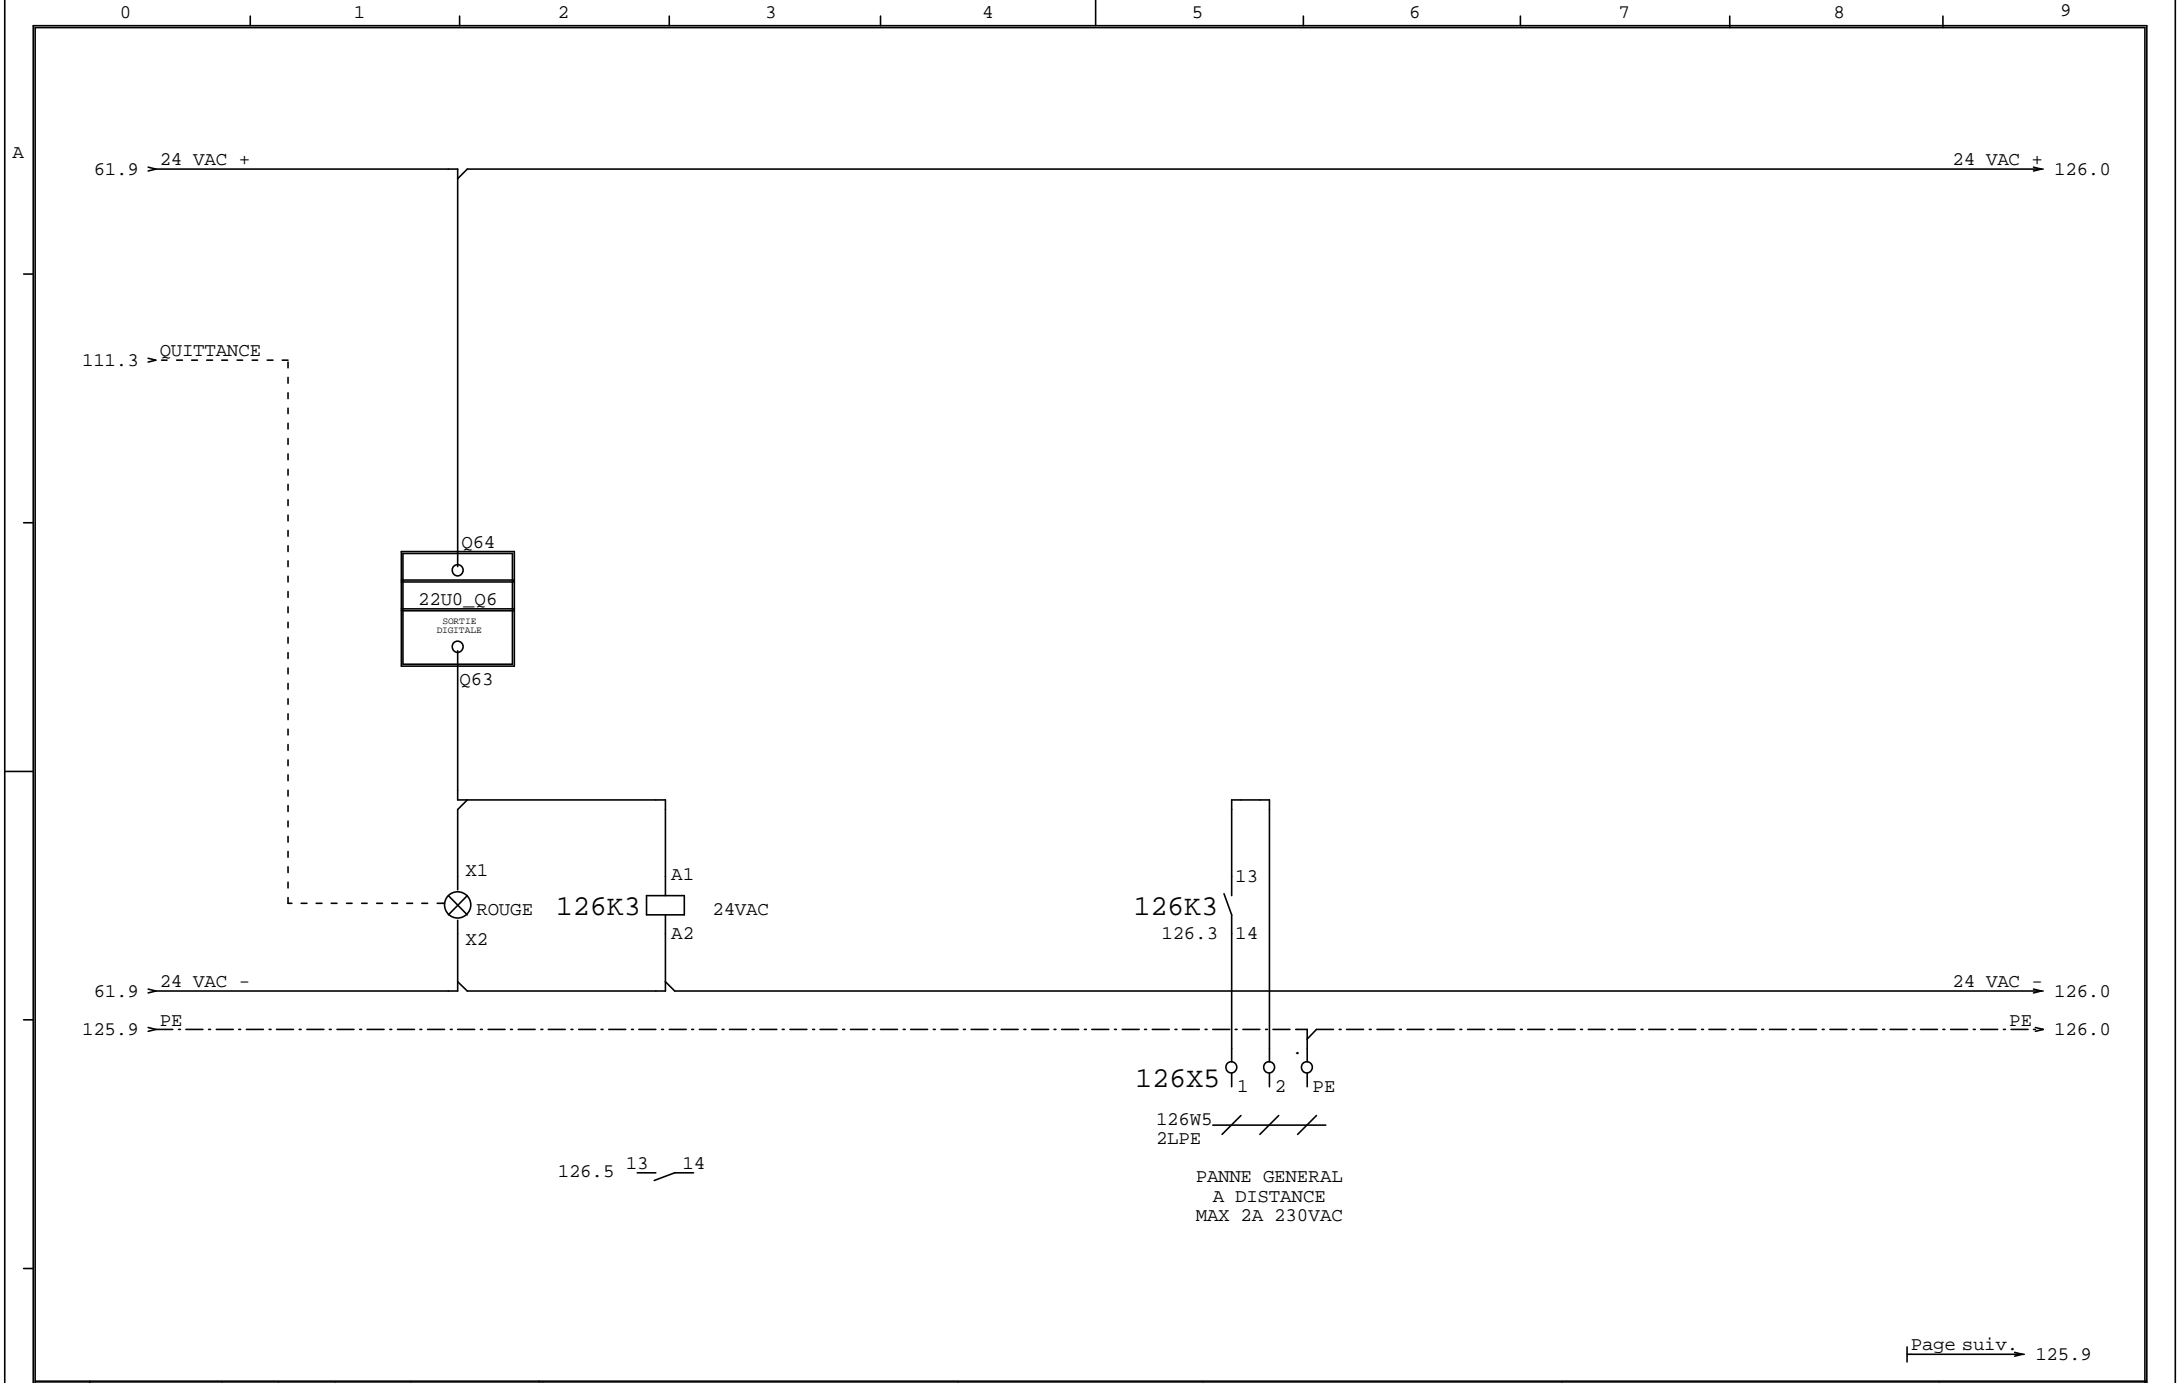 0 1 2 3 4 5 6 7 8 9
A
61.9 24 VAC + 24 VAC + 126.0
111.3 QUITTANCE
Q64
22U0_Q6
SORTIE
DIGITALE
Q63
X1 A1 13
ROUGE 126K3 24VAC 126K3
X2 A2 126.3 14
61.9 24 VAC - 24 VAC - 126.0
125.9 PE PE 126.0
126X5 1 2 PE
126W5
2LPE
126.5 13 14
PANNE GENERAL
A DISTANCE
MAX 2A 230VAC
Page suiv. 125.9